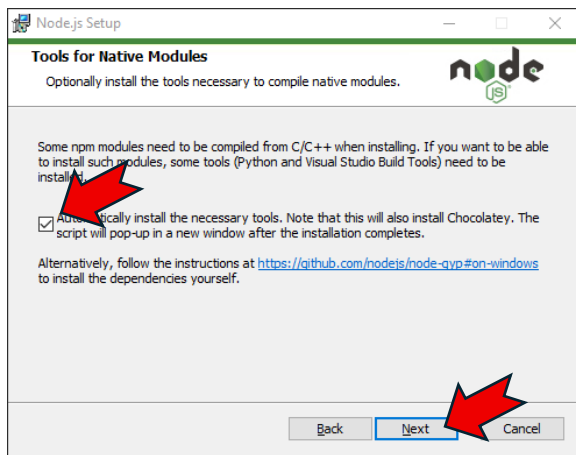 Node.js Setup
Tools for Native Modules
Optionally install the tools necessary to compile native modules.
node
JS
Some npm modules need to be compiled from C/C++ when installing. If you want to be able
to install such modules, some tools (Python and Visual Studio Build Tools) need to be
installed.
Automatically install the necessary tools. Note that this will also install Chocolatey. The
script will pop-up in a new window after the installation completes.
Alternatively, follow the instructions at https://github.com/nodejs/node-gyp#on-windows
to install the dependencies yourself.
Back Next Cancel